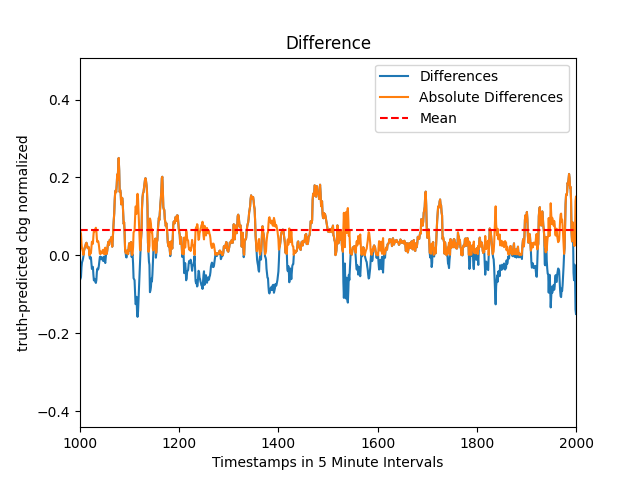 Difference
Differences
Absolute Differences
Mean
truth-predicted cbg normalized
0.4
0.2
0.0
−0.2
−0.4
1000
1200
1400
1600
1800
2000
Timestamps in 5 Minute Intervals